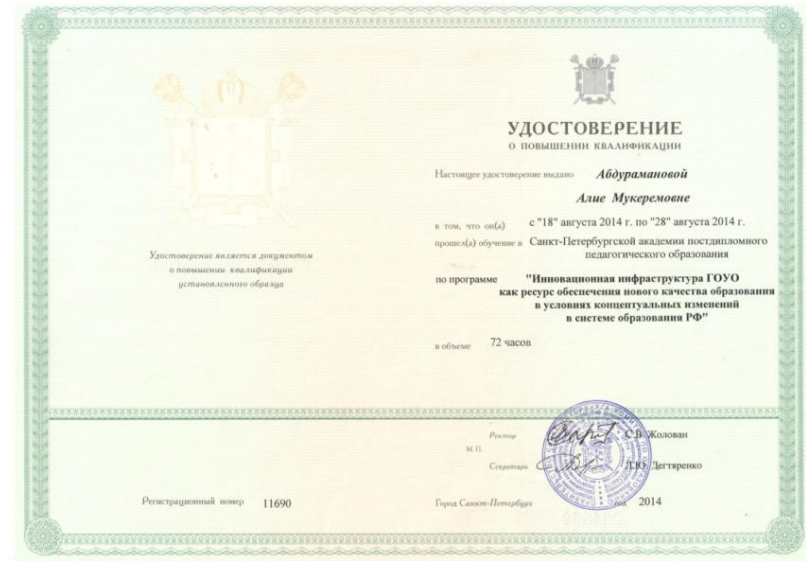 Удостоверение является документом
о повышении квалификации
установленного образца
Регистрационный номер 11690
УДОСТОВЕРЕНИЕ
О ПОВЫШЕНИИ КВАЛИФИКАЦИИ
Настоящее удостоверение выдано Абдурамановой
Алие Мукеремовне
в том, что он(а) с "18" августа 2014 г. по "28" августа 2014 г.
прошел(а) обучение в Санкт-Петербургской академии постдипломного
педагогического образования
по программе "Инновационная инфраструктура ГОУО
как ресурс обеспечения нового качества образования
в условиях концептуальных изменений
в системе образования РФ"
в объеме 72 часов
Ректор С.В. Жолован
М.П.
Секретарь Л.Ю. Дегтяренко
Город Санкт-Петербург год 2014